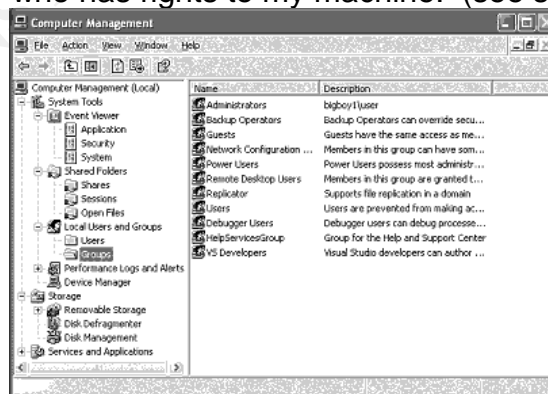 who has rights to my machine. (see s
Computer Management
File Action View Window Help
Computer Management (Local)
System Tools
Event Viewer
Application
Security
System
Shared Folders
Shares
Sessions
Open Files
Local Users and Groups
Users
Groups
Performance Logs and Alerts
Device Manager
Storage
Removable Storage
Disk Defragmenter
Disk Management
Services and Applications
Name Description
Administrators bigboy1\user
Backup Operators Backup Operators can override secu...
Guests Guests have the same access as me...
Network Configuration ... Members in this group can have som...
Power Users Power Users possess most administr...
Remote Desktop Users Members in this group are granted t...
Replicator Supports file replication in a domain
Users Users are prevented from making ac...
Debugger Users Debugger users can debug processe...
HelpServicesGroup Group for the Help and Support Center
VS Developers Visual Studio developers can author ...